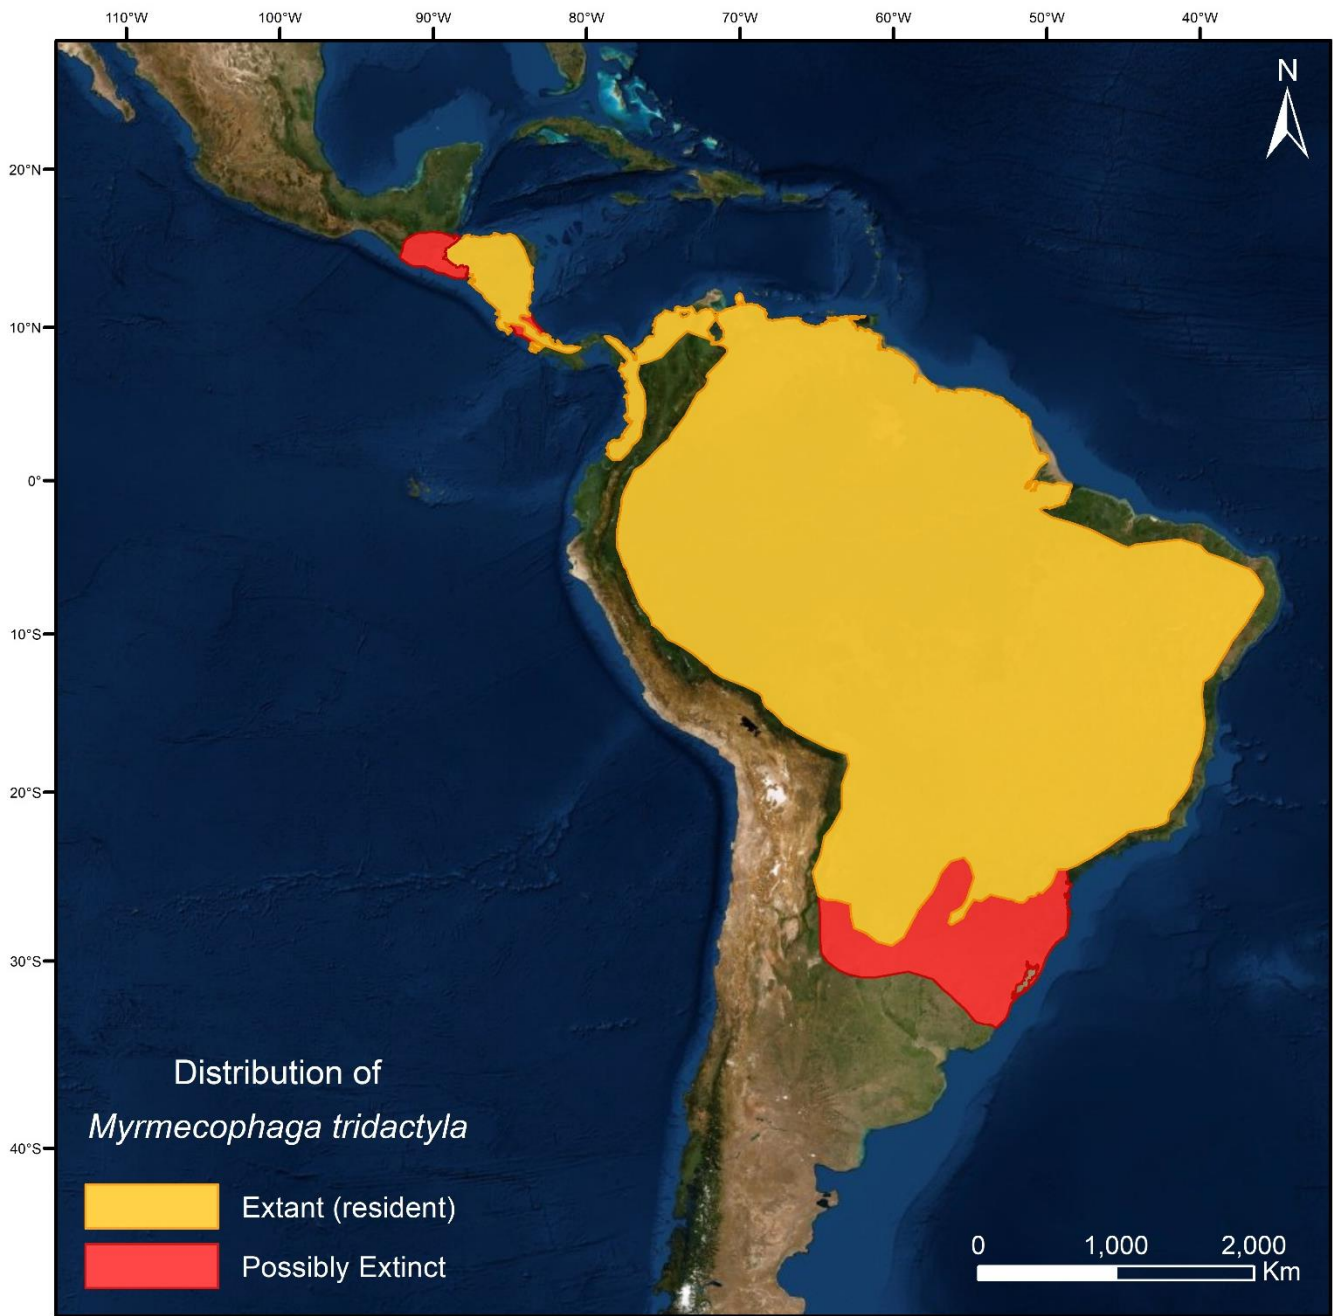 110°W 100°W 90°W 80°W 70°W 60°W 50°W 40°W
N
20°N
10°N
0°
10°S
20°S
30°S
40°S
Distribution of
Myrmecophaga tridactyla
Extant (resident)
Possibly Extinct
0 1,000 2,000
Km